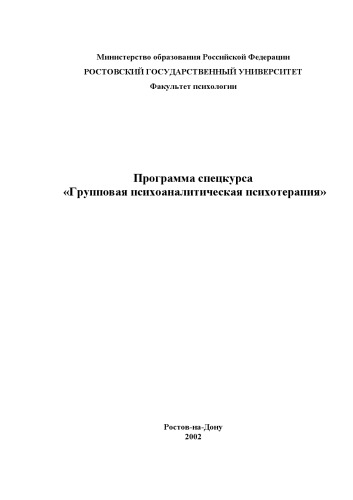 Министерство образования Российской Федерации
РОСТОВСКИЙ ГОСУДАРСТВЕННЫЙ УНИВЕРСИТЕТ
Факультет психологии
Программа спецкурса
«Групповая психоаналитическая психотерапия»
Ростов-на-Дону
2002